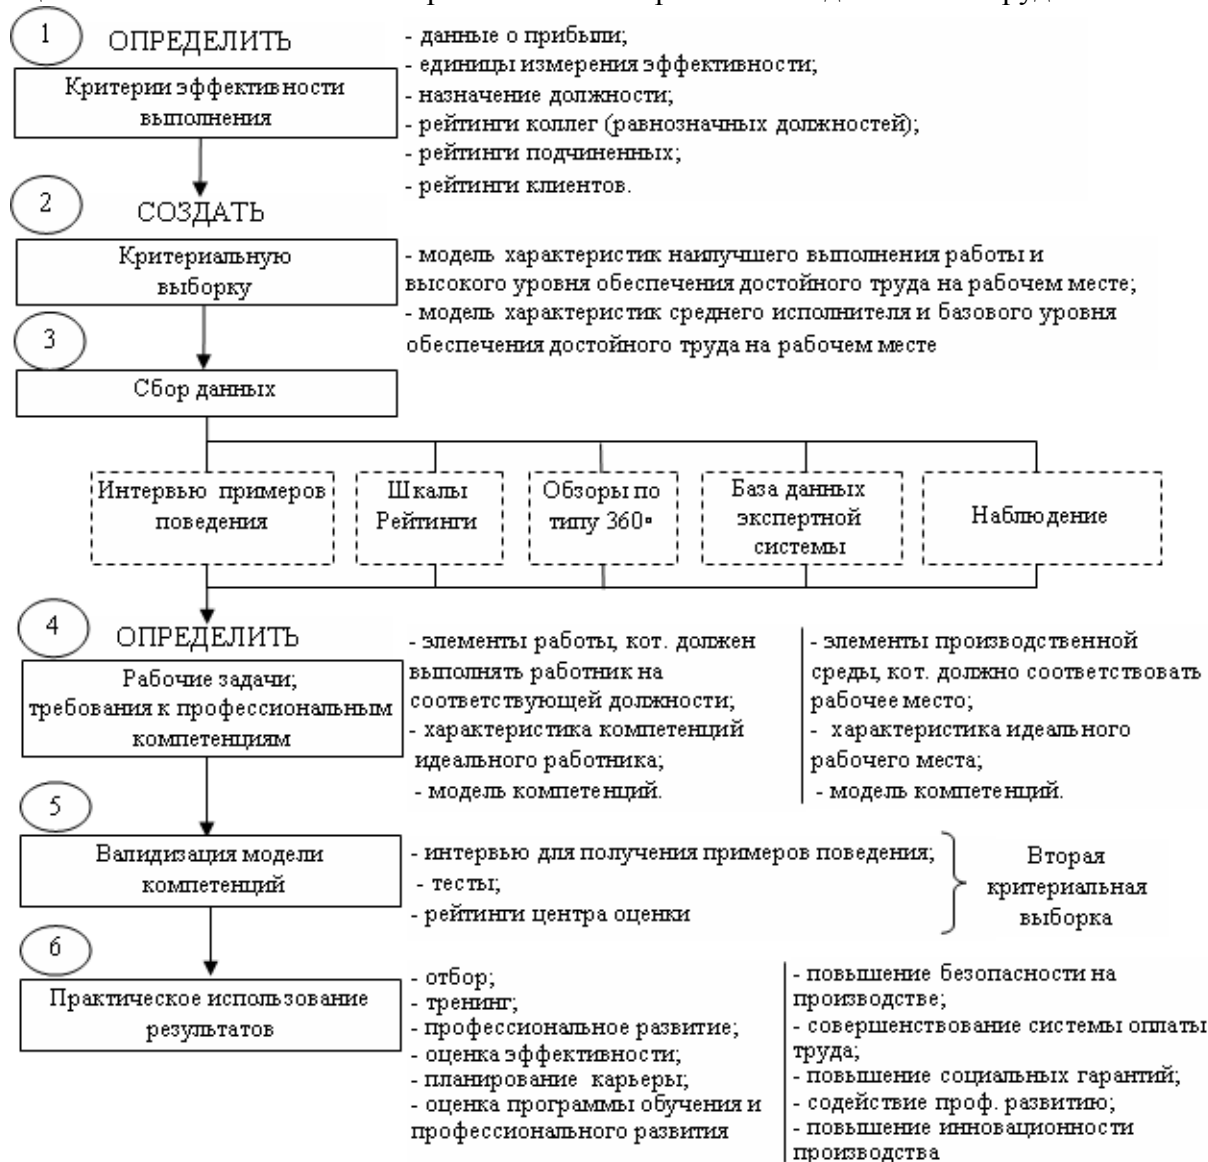 1
ОПРЕДЕЛИТЬ
Критерии эффективности
выполнения
- данные о прибыли;
- единицы измерения эффективности;
- назначение должности;
- рейтинги коллег (равнозначных должностей);
- рейтинги подчиненных;
- рейтинги клиентов.
2
СОЗДАТЬ
Критериальную
выборку
- модель характеристик наилучшего выполнения работы и
высокого уровня обеспечения достойного труда на рабочем месте;
- модель характеристик среднего исполнителя и базового уровня
обеспечения достойного труда на рабочем месте
3
Сбор данных
Интервью примеров
поведения
Шкалы
Рейтинги
Обзоры по
типу 360°
База данных
экспертной
системы
Наблюдение
4
ОПРЕДЕЛИТЬ
Рабочие задачи;
требования к профессиональным
компетенциям
- элементы работы, кот. должен
выполнять работник на
соответствующей должности;
- характеристика компетенций
идеального работника;
- модель компетенций.
- элементы производственной
среды, кот. должно соответствовать
рабочее место;
- характеристика идеального
рабочего места;
- модель компетенций.
5
Валидизация модели
компетенций
- интервью для получения примеров поведения;
- тесты;
- рейтинги центра оценки
Вторая
критериальная
выборка
6
Практическое использование
результатов
- отбор;
- тренинг;
- профессиональное развитие;
- оценка эффективности;
- планирование карьеры;
- оценка программы обучения и
профессионального развития
- повышение безопасности на
производстве;
- совершенствование системы оплаты
труда;
- повышение социальных гарантий;
- содействие проф. развитию;
- повышение инновационности
производства